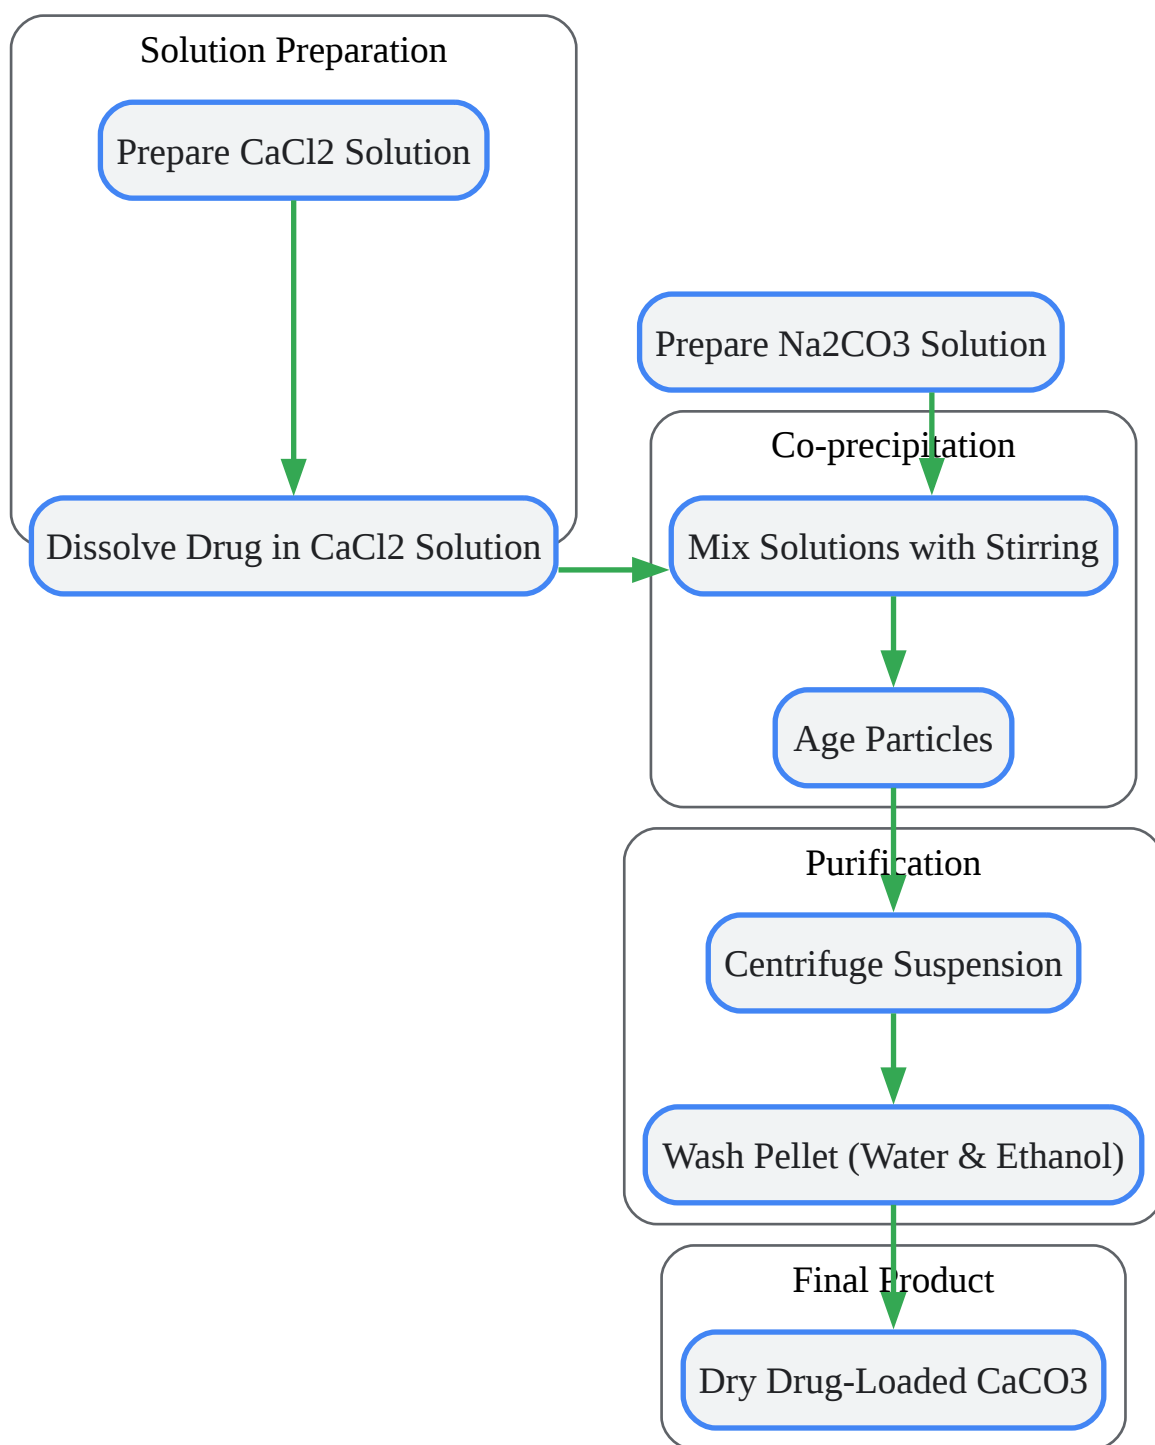 Solution Preparation
Prepare CaCl2 Solution
Prepare Na2CO3 Solution
Co-precipitation
Dissolve Drug in CaCl2 Solution
Mix Solutions with Stirring
Age Particles
Purification
Centrifuge Suspension
Wash Pellet (Water & Ethanol)
Final Product
Dry Drug-Loaded CaCO3